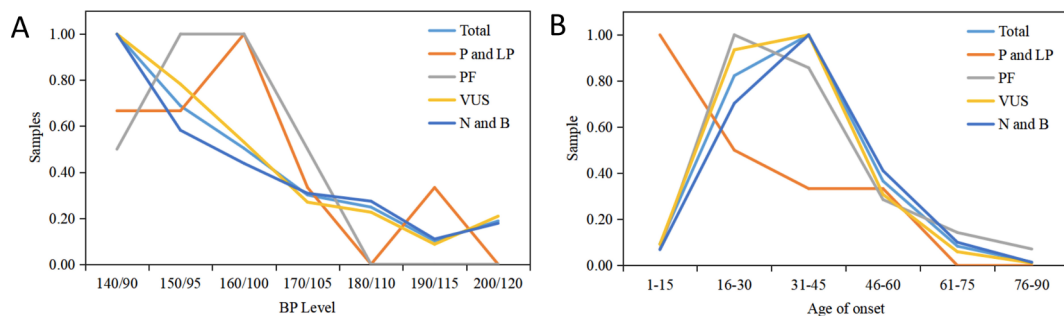 A
1.00
0.80
0.60
0.40
0.20
0.00
Samples
140/90 150/95 160/100 170/105 180/110 190/115 200/120
BP Level
Total
P and LP
PF
VUS
N and B
B
1.00
0.80
0.60
0.40
0.20
0.00
Sample
1-15 16-30 31-45 46-60 61-75 76-90
Age of onset
Total
P and LP
PF
VUS
N and B